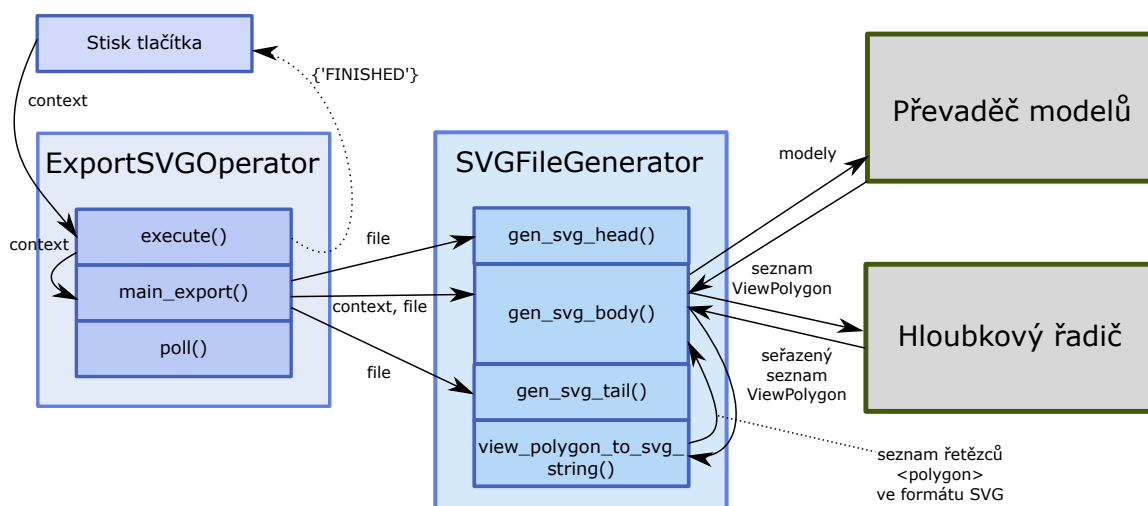 Stisk tlačítka
{'FINISHED'}
context
ExportSVGOperator
execute()
context
main_export()
poll()
file
context, file
file
SVGFileGenerator
gen_svg_head()
gen_svg_body()
gen_svg_tail()
view_polygon_to_svg_
string()
modely
Převaděč modelů
seznam
ViewPolygon
Hloubkový řadič
seřazený
seznam
ViewPolygon
seznam řetězců
<polygon>
ve formátu SVG